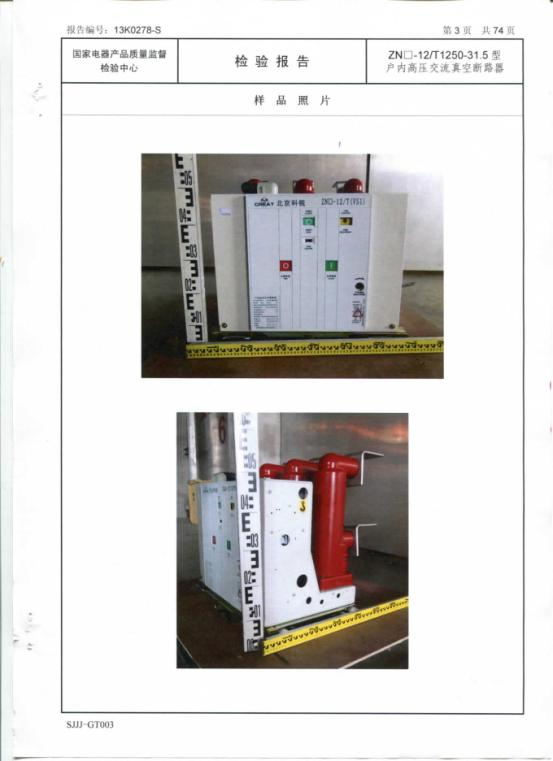 报告编号：13K0278-S
第 3 页 共 74 页
国家电器产品质量监督
检验中心
检 验 报 告
ZN□-12/T1250-31.5 型
户内高压交流真空断路器
样 品 照 片
CREAT 北京科锐
ZN□-12/T(VS1)
SJJJ-GT003